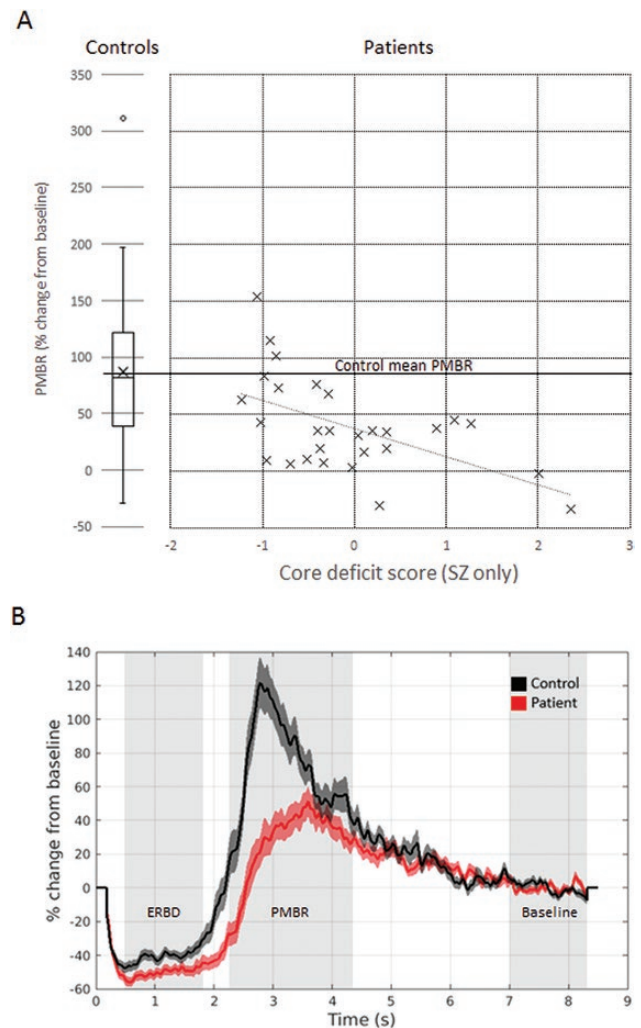 A
Controls Patients
350
300
250
200
150
100
50
0
-50
PMBR (% change from baseline)
Control mean PMBR
-2 -1 0 1 2 3
Core deficit score (SZ only)
B
140
120
100
80
60
40
20
0
-20
-40
-60
% change from baseline
Control
Patient
ERBD PMBR Baseline
0 1 2 3 4 5 6 7 8 9
Time (s)